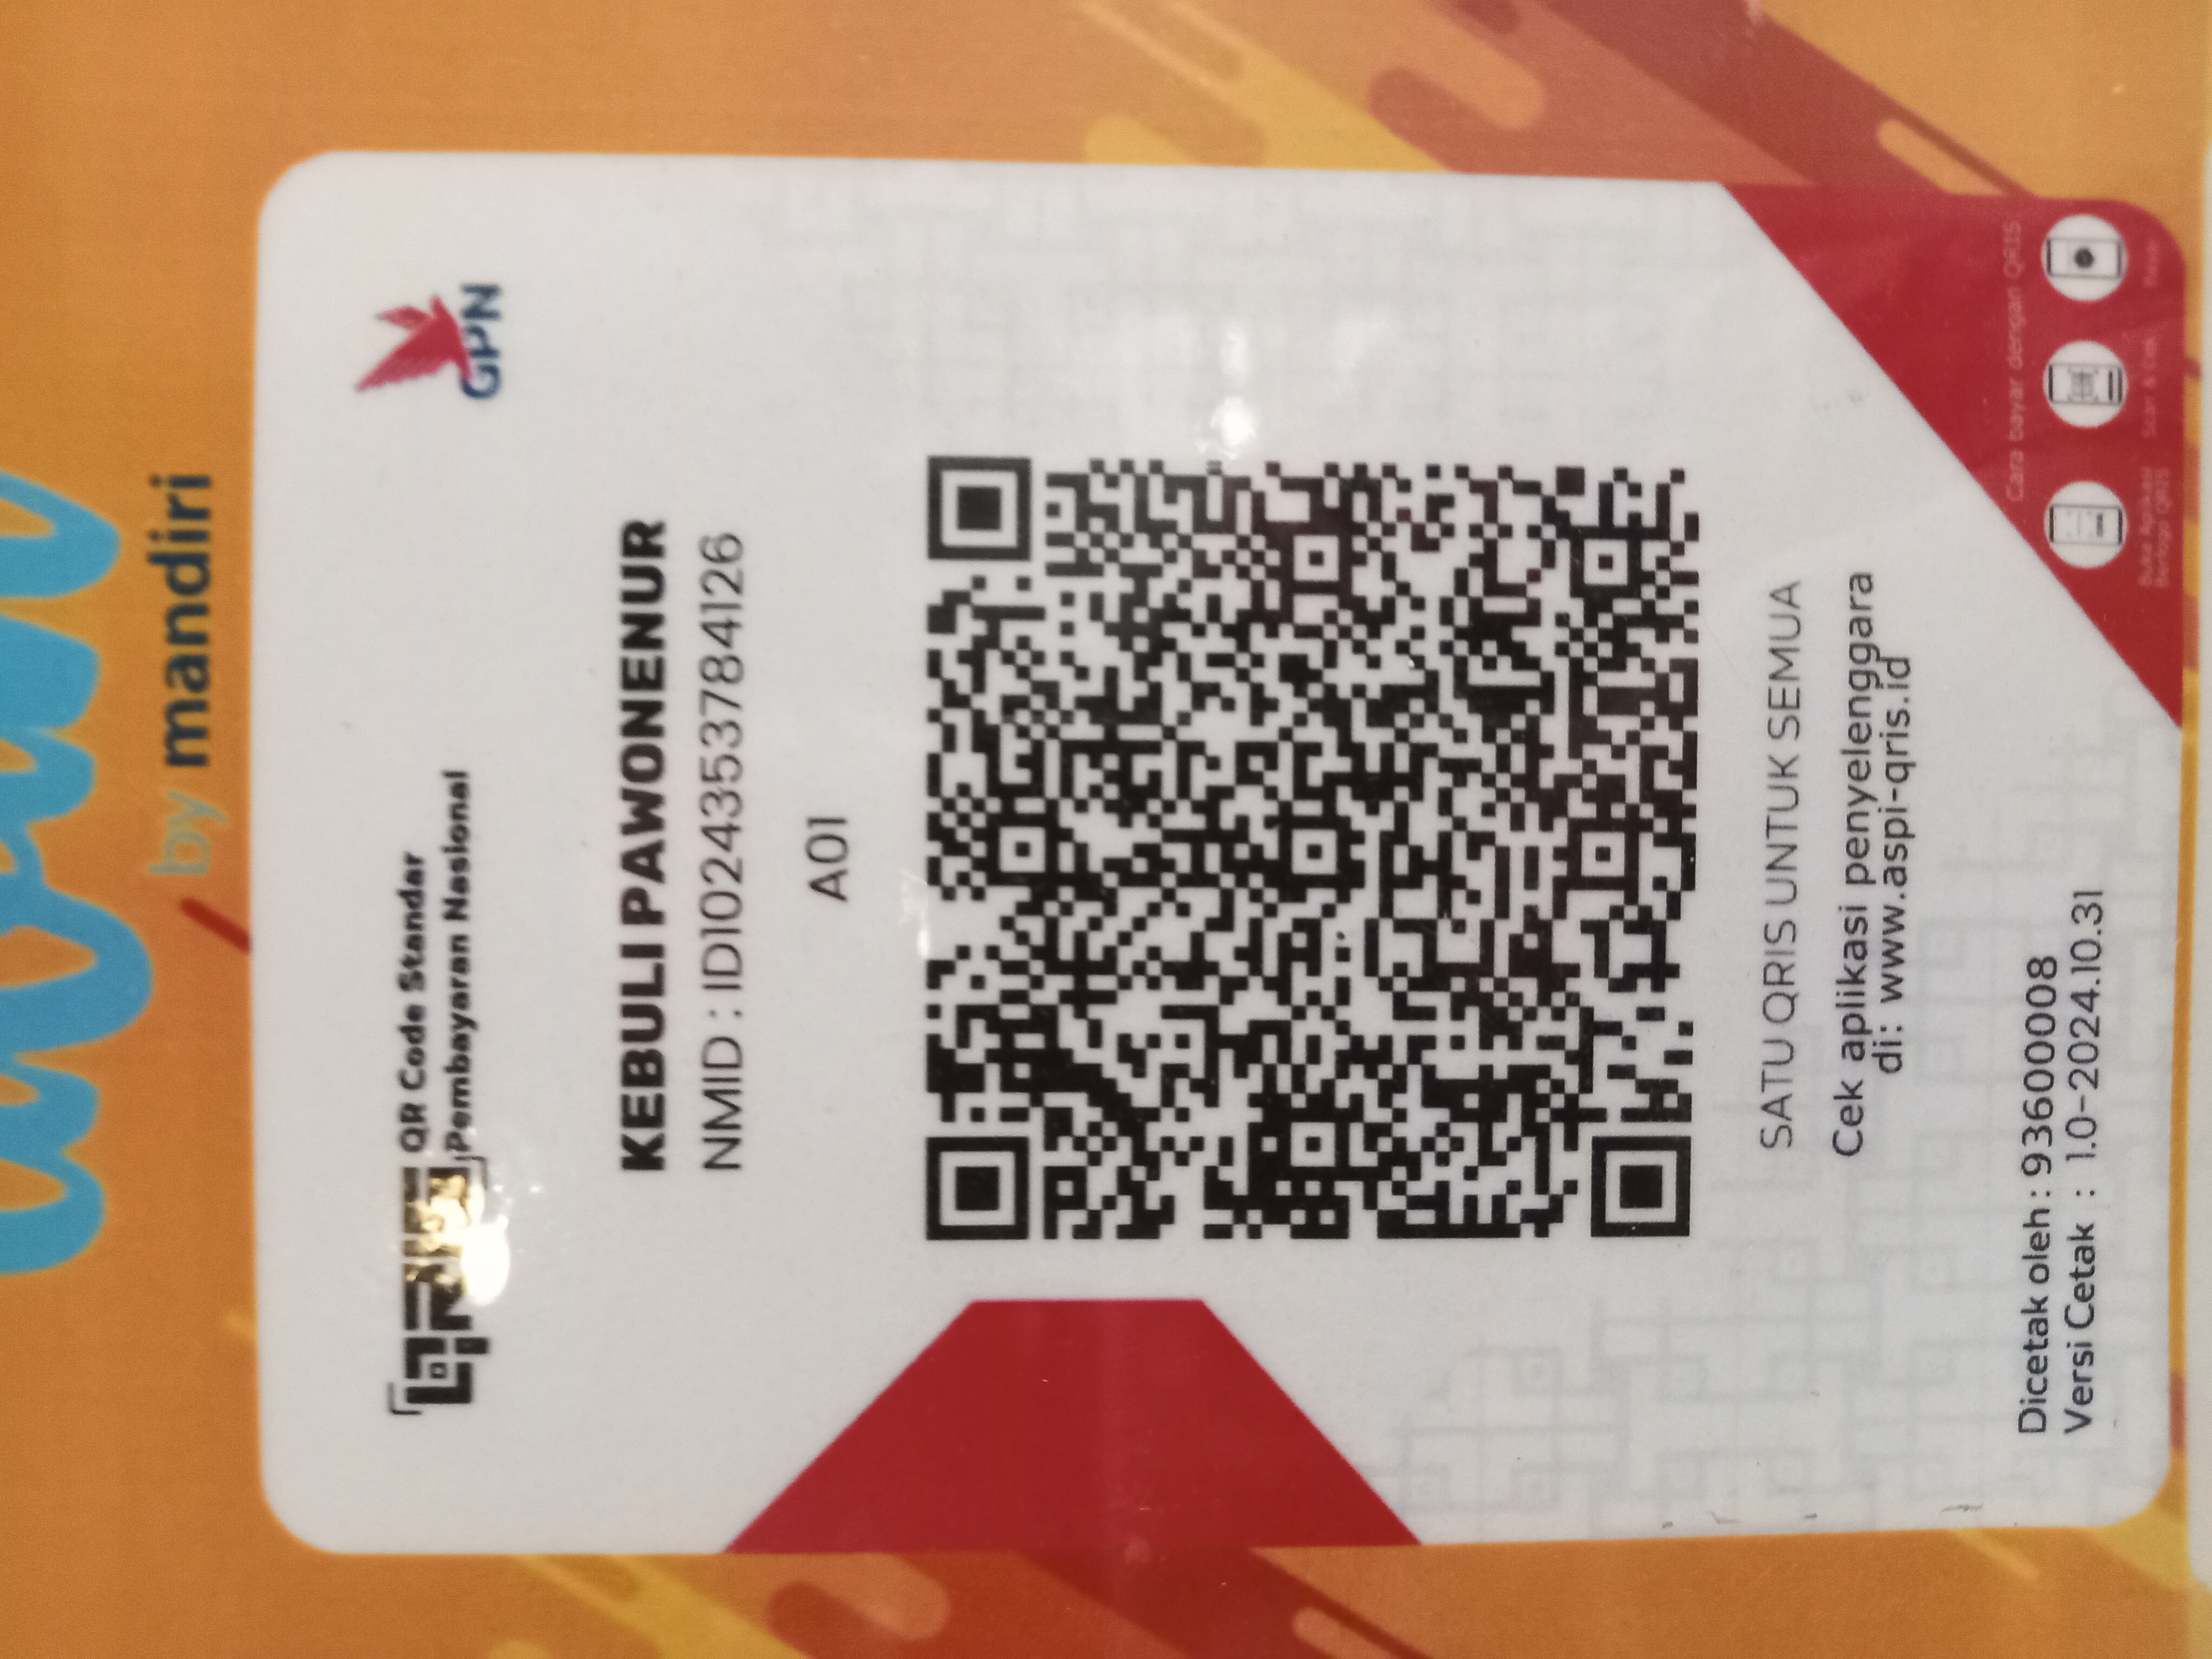 by mandiri
QRIS
QR Code Standar
Pembayaran Nasional
GPN
KEBULI PAWONENUR
NMID : ID1024353784126
A01
SATU QRIS UNTUK SEMUA
Cek aplikasi penyelenggara
di: www.aspi-qris.id
Dicetak oleh : 93600008
Versi Cetak : 1.0-2024.10.31
Cara bayar dengan QRIS
Buka Aplikasi
Berlogo QRIS
Scan & Cek